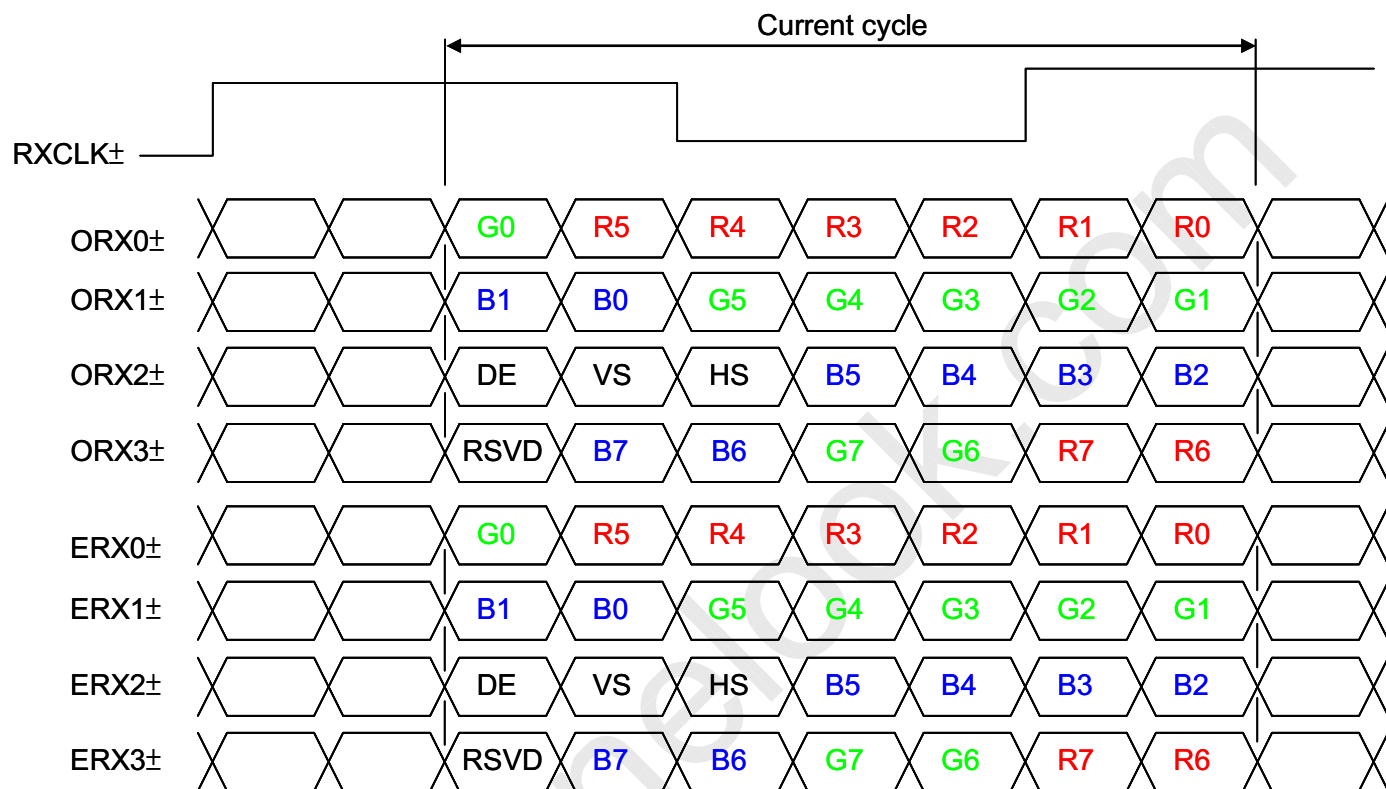 Current cycle
RXCLK±
ORX0± G0 R5 R4 R3 R2 R1 R0
ORX1± B1 B0 G5 G4 G3 G2 G1
ORX2± DE VS HS B5 B4 B3 B2
ORX3± RSVD B7 B6 G7 G6 R7 R6
ERX0± G0 R5 R4 R3 R2 R1 R0
ERX1± B1 B0 G5 G4 G3 G2 G1
ERX2± DE VS HS B5 B4 B3 B2
ERX3± RSVD B7 B6 G7 G6 R7 R6
nelook.com